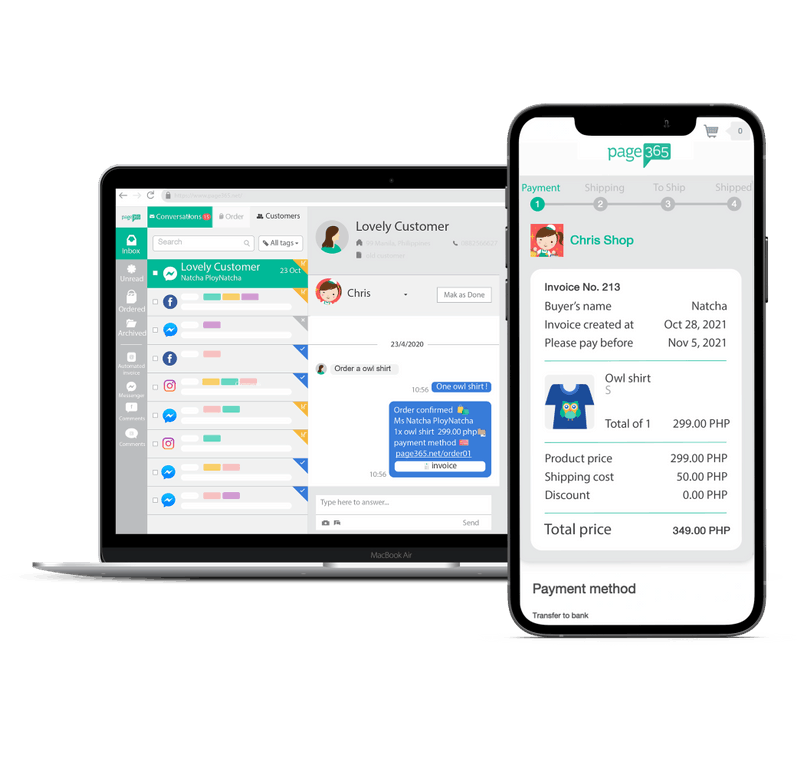 page365
Conversations 15
Order
Customers
Inbox
Search
All tags
Unread
Ordered
Archived
Automated
invoice
Messenger
Comments
Comments
Lovely Customer
Natcha PloyNatcha
23 Oct
Lovely Customer
Chris
Mak as Done
23/4/2020
Order a owl shirt
10:56
One owl shirt !
Order confirmed
Ms Natcha PloyNatcha
1x owl shirt 299.00 php
payment method
page365.net/order01
invoice
10:56
Type here to answer...
Send
MacBook Air
0
page365
Payment Shipping To Ship Shipped
1 2 3 4
Chris Shop
Invoice No. 213
Buyer's name Natcha
Invoice created at Oct 28, 2021
Please pay before Nov 5, 2021
Owl shirt
S
Total of 1 299.00 PHP
Product price 299.00 PHP
Shipping cost 50.00 PHP
Discount 0.00 PHP
Total price 349.00 PHP
Payment method
Transfer to bank